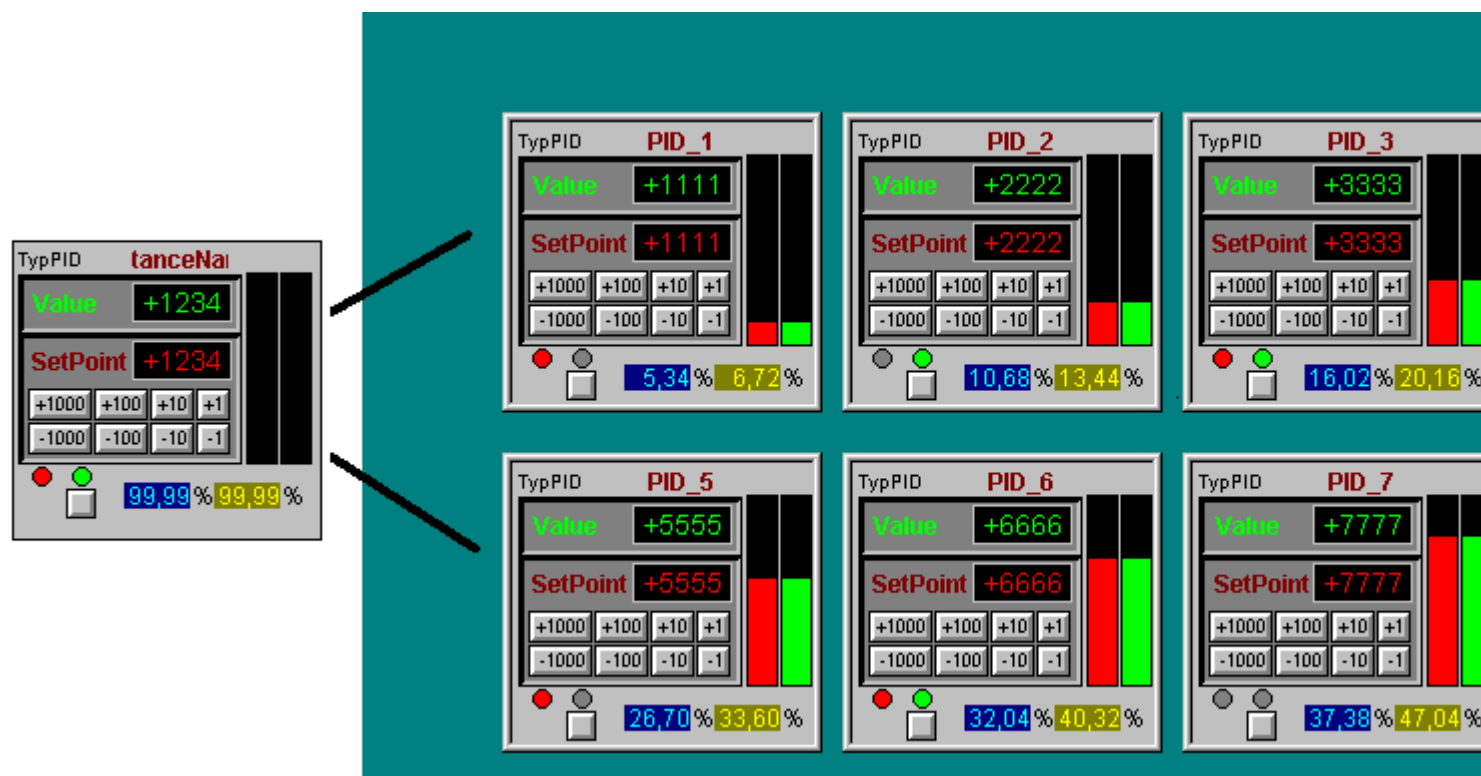 TypPID tanceNa
Value +1234
SetPoint +1234
+1000 +100 +10 +1
-1000 -100 -10 -1
99,99 % 99,99 %
TypPID PID_1
Value +1111
SetPoint +1111
+1000 +100 +10 +1
-1000 -100 -10 -1
5,34 % 6,72 %
TypPID PID_2
Value +2222
SetPoint +2222
+1000 +100 +10 +1
-1000 -100 -10 -1
10,68 % 13,44 %
TypPID PID_3
Value +3333
SetPoint +3333
+1000 +100 +10 +1
-1000 -100 -10 -1
16,02 % 20,16 %
TypPID PID_5
Value +5555
SetPoint +5555
+1000 +100 +10 +1
-1000 -100 -10 -1
26,70 % 33,60 %
TypPID PID_6
Value +6666
SetPoint +6666
+1000 +100 +10 +1
-1000 -100 -10 -1
32,04 % 40,32 %
TypPID PID_7
Value +7777
SetPoint +7777
+1000 +100 +10 +1
-1000 -100 -10 -1
37,38 % 47,04 %